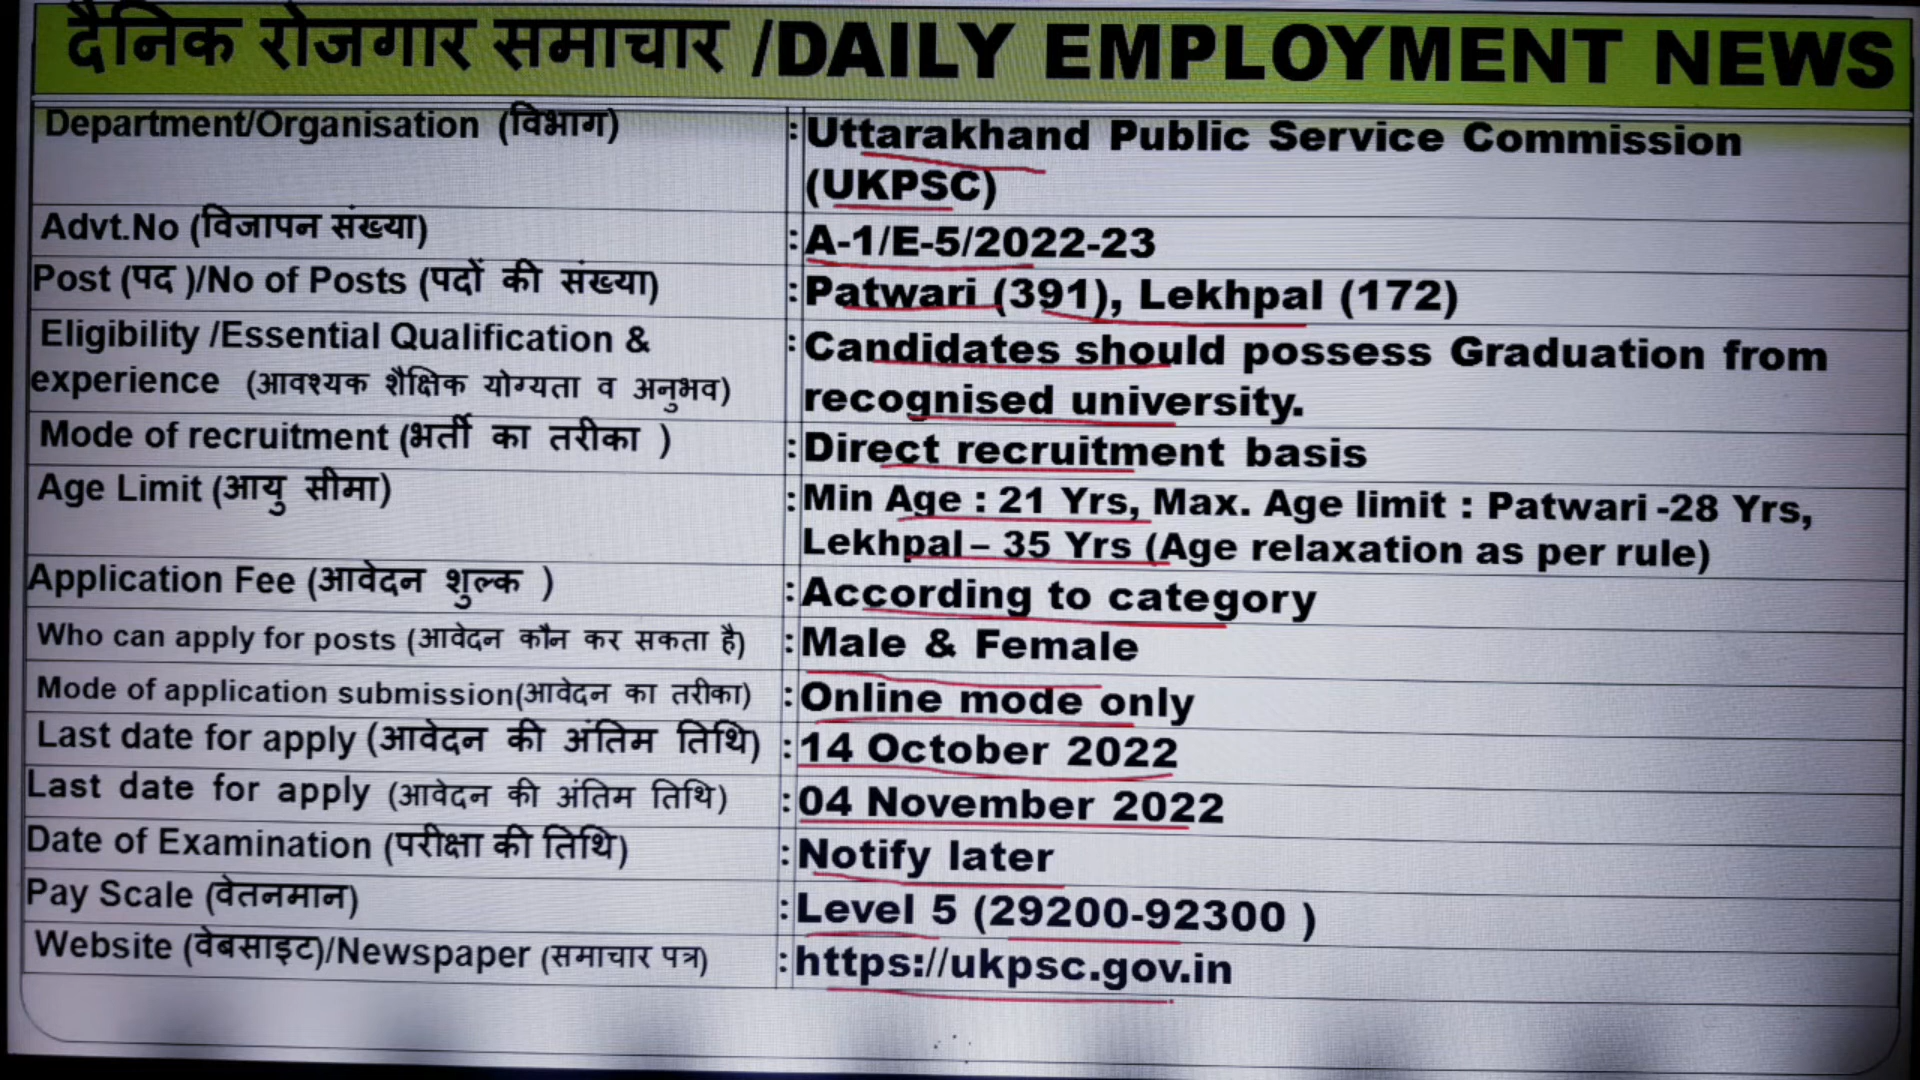 दैनिक रोजगार समाचार /DAILY EMPLOYMENT NEWS
Department/Organisation (विभाग) : Uttarakhand Public Service Commission
(UKPSC)
Advt.No (विजापन संख्या) : A-1/E-5/2022-23
Post (पद )/No of Posts (पदों की संख्या) : Patwari (391), Lekhpal (172)
Eligibility /Essential Qualification & : Candidates should possess Graduation from
experience (आवश्यक शैक्षिक योग्यता व अनुभव) recognised university.
Mode of recruitment (भर्ती का तरीका ) : Direct recruitment basis
Age Limit (आयु सीमा) : Min Age : 21 Yrs, Max. Age limit : Patwari -28 Yrs,
Lekhpal – 35 Yrs (Age relaxation as per rule)
Application Fee (आवेदन शुल्क ) : According to category
Who can apply for posts (आवेदन कौन कर सकता है) : Male & Female
Mode of application submission(आवेदन का तरीका) : Online mode only
Last date for apply (आवेदन की अंतिम तिथि) : 14 October 2022
Last date for apply (आवेदन की अंतिम तिथि) : 04 November 2022
Date of Examination (परीक्षा की तिथि) : Notify later
Pay Scale (वेतनमान) : Level 5 (29200-92300 )
Website (वेबसाइट)/Newspaper (समाचार पत्र) : https://ukpsc.gov.in